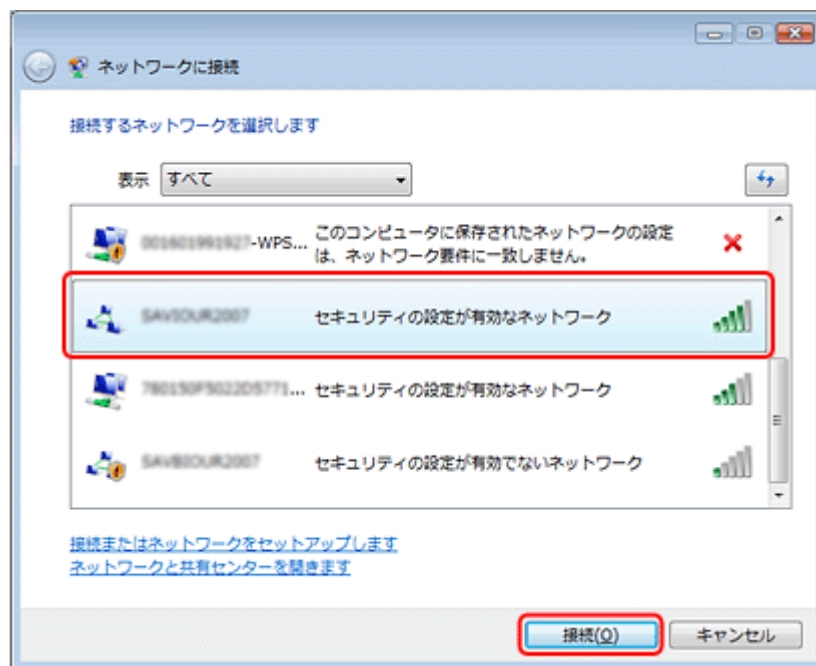 ネットワークに接続
接続するネットワークを選択します
表示 すべて
-WPS... このコンピュータに保存されたネットワークの設定
は、ネットワーク要件に一致しません。
セキュリティの設定が有効なネットワーク
... セキュリティの設定が有効なネットワーク
セキュリティの設定が有効でないネットワーク
接続またはネットワークをセットアップします
ネットワークと共有センターを開きます
接続(O) キャンセル